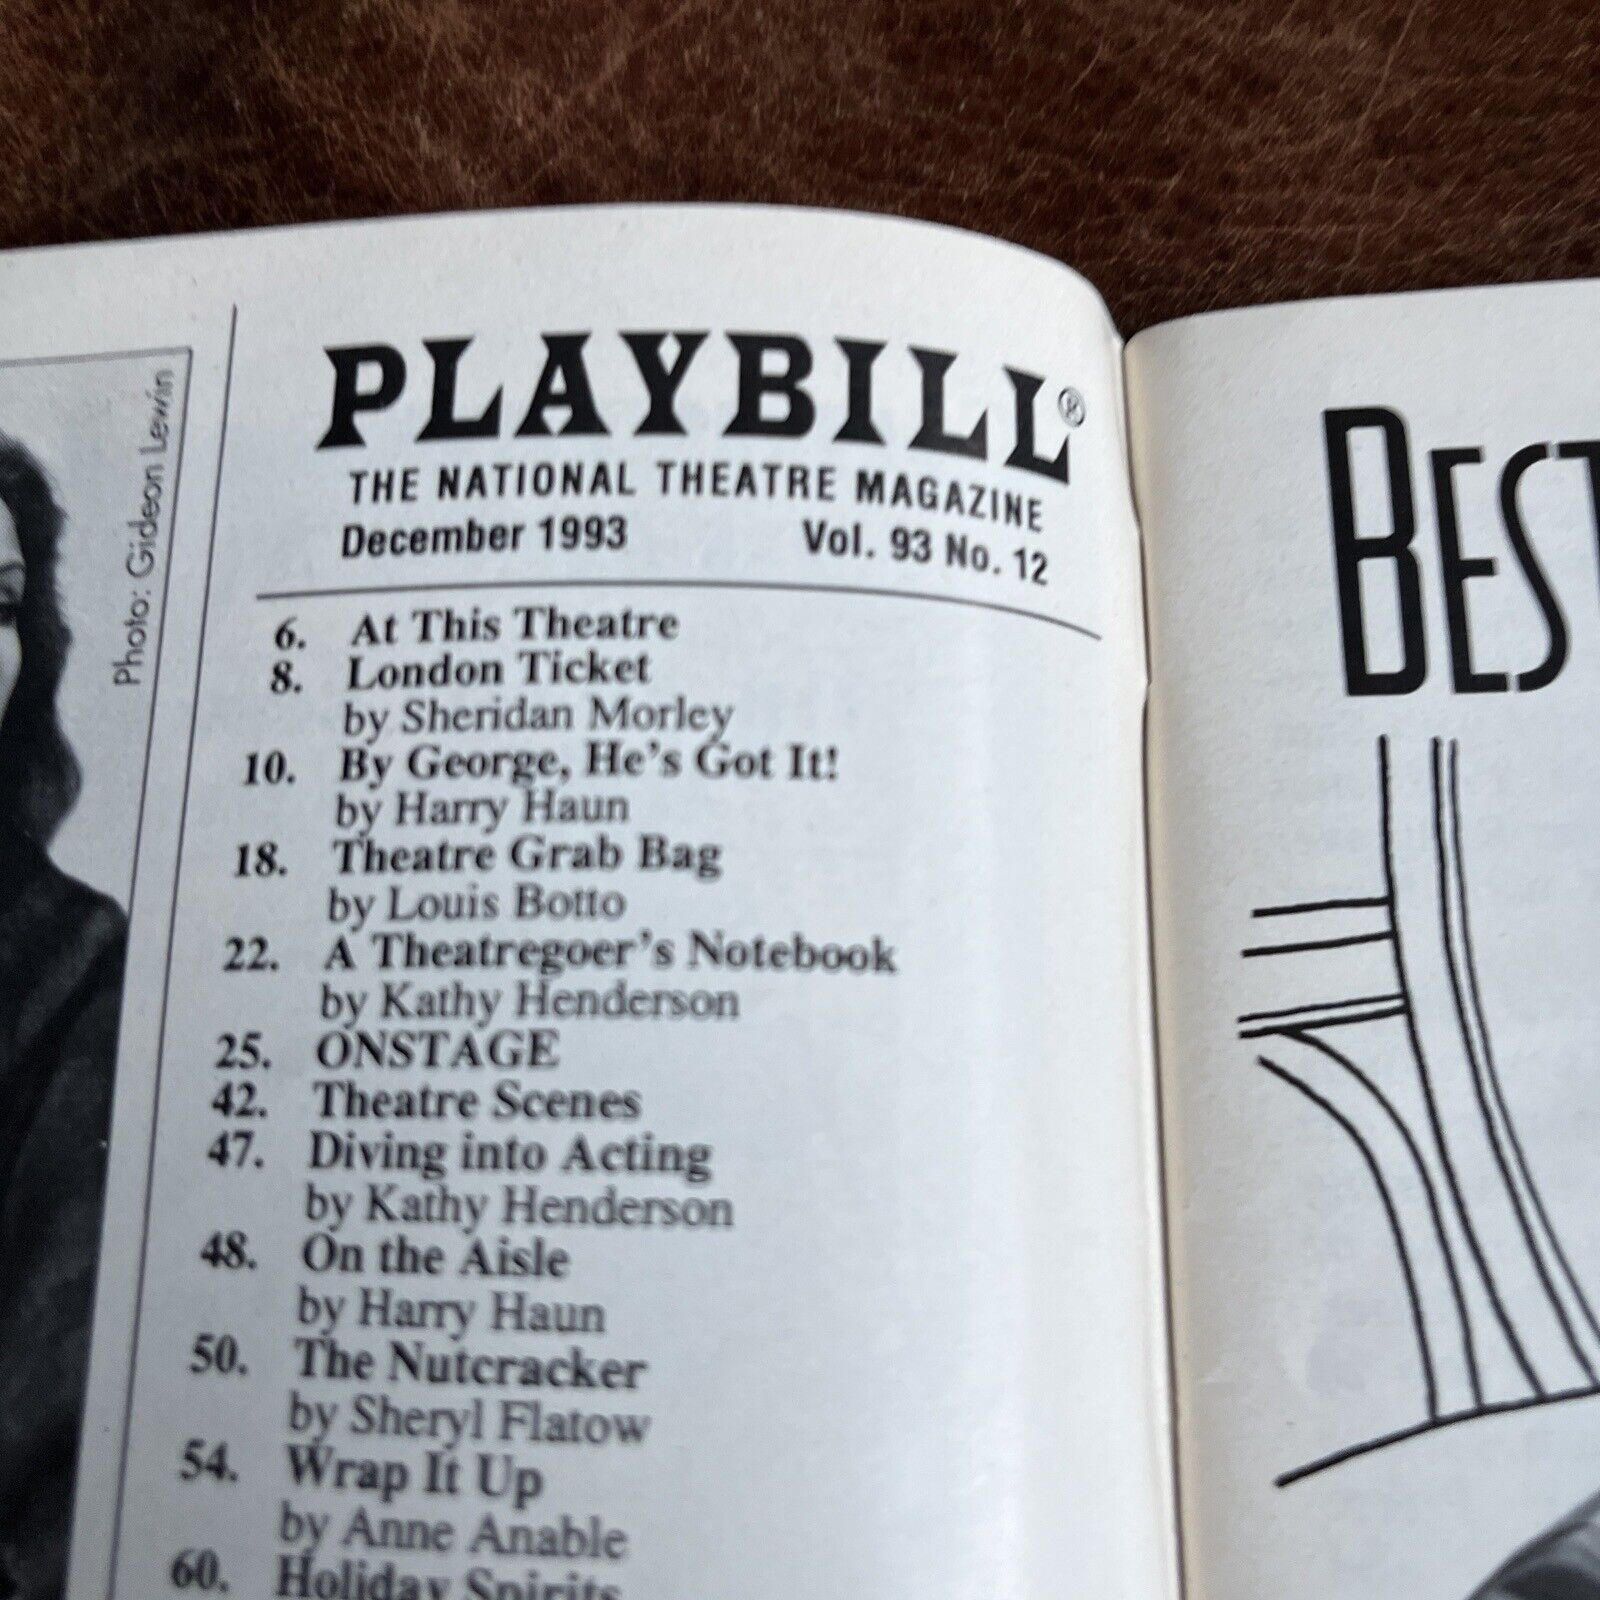 Photo: Gideon Lewin
PLAYBILL®
THE NATIONAL THEATRE MAGAZINE
December 1993 Vol. 93 No. 12
6. At This Theatre
8. London Ticket
by Sheridan Morley
10. By George, He's Got It!
by Harry Haun
18. Theatre Grab Bag
by Louis Botto
22. A Theatregoer's Notebook
by Kathy Henderson
25. ONSTAGE
42. Theatre Scenes
47. Diving into Acting
by Kathy Henderson
48. On the Aisle
by Harry Haun
50. The Nutcracker
by Sheryl Flatow
54. Wrap It Up
by Anne Anable
60. Holiday Spirits
BEST